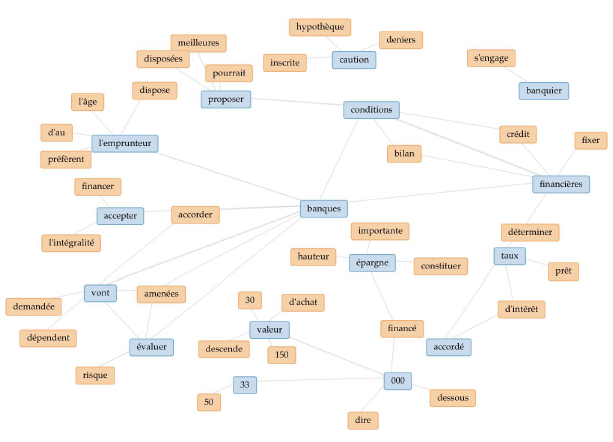 hypothèque
meilleures
deniers
disposées
inscrite
caution
s'engage
pourrait
dispose
banquier
l'âge
proposer
conditions
d'au
crédit
fixer
l'emprunteur
préfèrent
bilan
financer
financières
accepter
accorder
banques
importante
déterminer
l'intégralité
hauteur
épargne
constituer
taux
prêt
vont
amenées
30
d'achat
demandée
d'intérêt
valeur
financé
dépendent
évaluer
descende
150
accordé
risque
33
000
50
dessous
dire